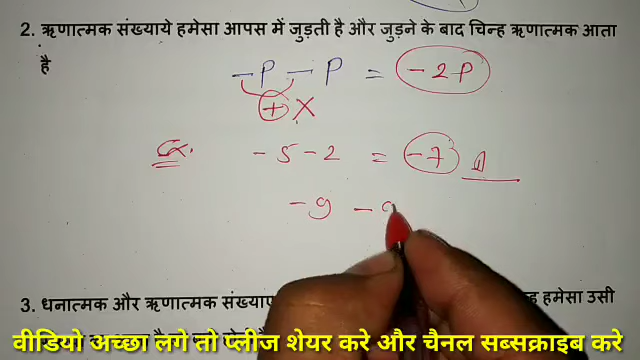 2. ऋणात्मक संख्याये हमेसा आपस में जुड़ती है और जुड़ने के बाद चिन्ह ऋणात्मक आता
है
-P -P = -2P
+ X
Ex. -5-2 = -7
-9 -
3. धनात्मक और ऋणात्मक हमेसा उसी
वीडियो अच्छा लगे तो प्लीज शेयर करे और चैनल सब्सक्राइब करे